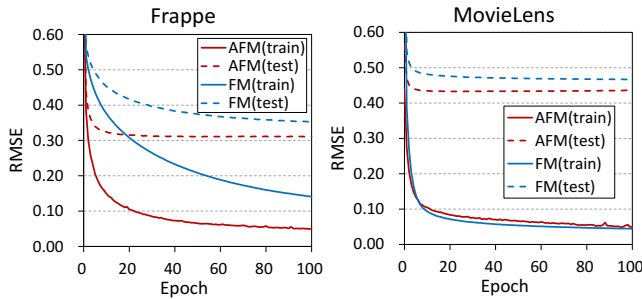 Frappe
0.60
0.50
0.40
0.30
0.20
0.10
0.00
RMSE
AFM(train)
AFM(test)
FM(train)
FM(test)
0 20 40 60 80 100
Epoch
MovieLens
0.60
0.50
0.40
0.30
0.20
0.10
0.00
RMSE
AFM(train)
AFM(test)
FM(train)
FM(test)
0 20 40 60 80 100
Epoch